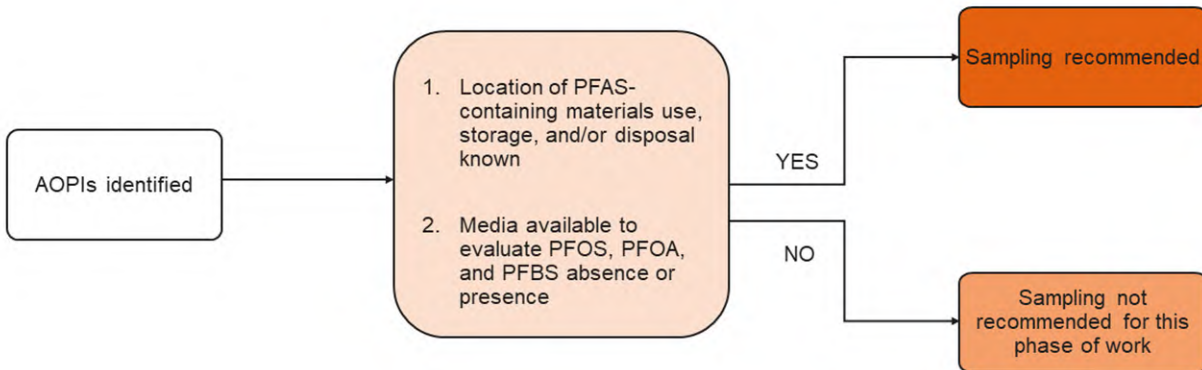 AOPIs identified
1. Location of PFAS-
containing materials use,
storage, and/or disposal
known
2. Media available to
evaluate PFOS, PFOA,
and PFBS absence or
presence
YES
NO
Sampling recommended
Sampling not
recommended for this
phase of work